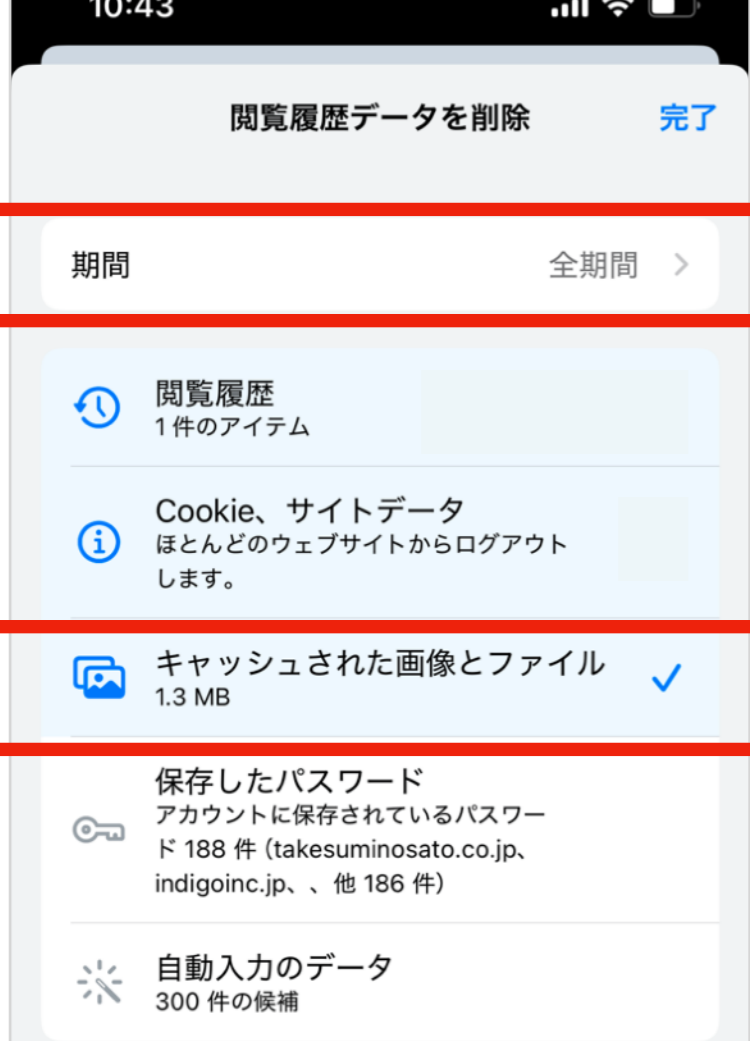 10:43
閲覧履歴データを削除
完了
期間
全期間
閲覧履歴
1 件のアイテム
Cookie、サイトデータ
ほとんどのウェブサイトからログアウト
します。
キャッシュされた画像とファイル
1.3 MB
保存したパスワード
アカウントに保存されているパスワー
ド 188 件 (takesuminosato.co.jp、
indigoinc.jp、、他 186 件)
自動入力のデータ
300 件の候補